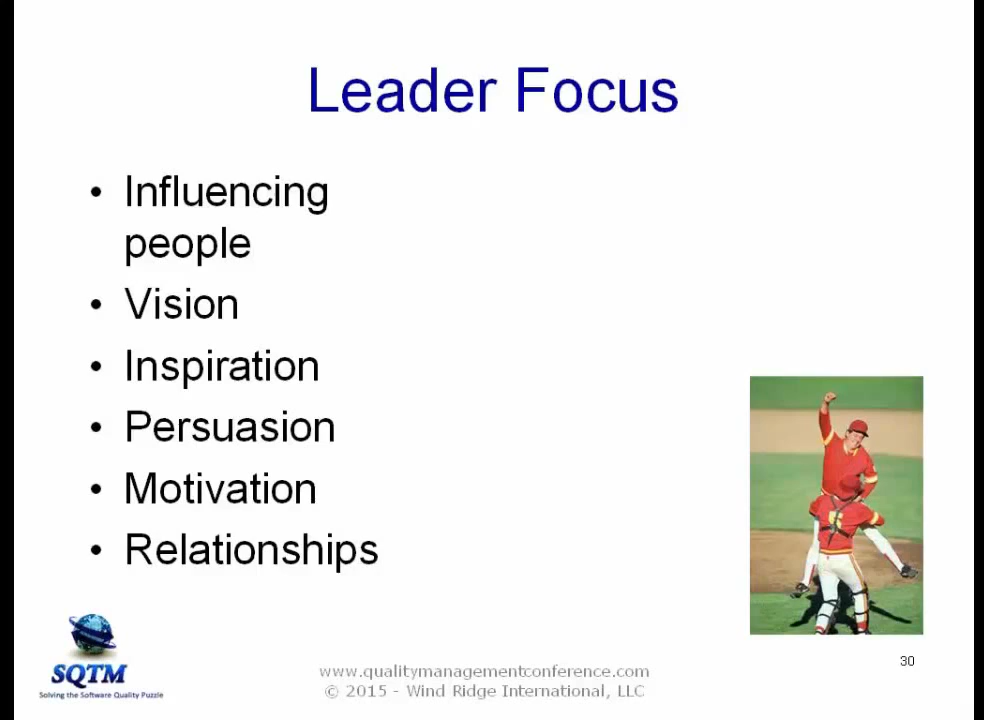 Leader Focus
• Influencing
people
• Vision
• Inspiration
• Persuasion
• Motivation
• Relationships
SQTM
Solving the Software Quality Puzzle
www.qualitymanagementconference.com
© 2015 - Wind Ridge International, LLC
30